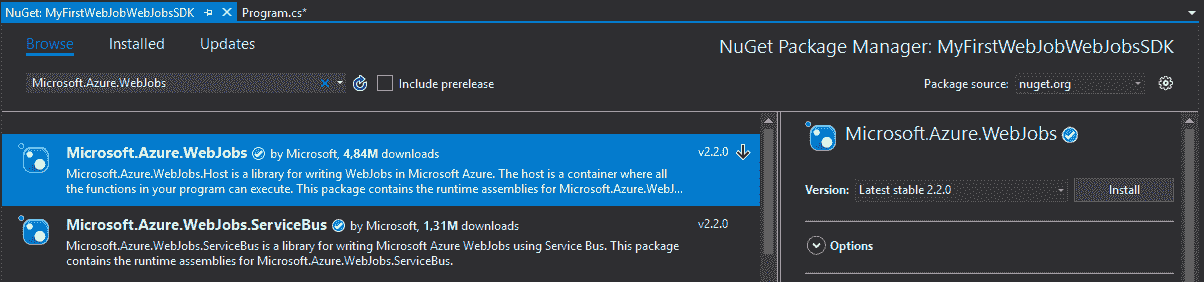 NuGet: MyFirstWebJobWebJobsSDK
Program.cs*
Browse Installed Updates
NuGet Package Manager: MyFirstWebJobWebJobsSDK
Microsoft.Azure.WebJobs
Include prerelease
Package source: nuget.org
Microsoft.Azure.WebJobs by Microsoft, 4,84M downloads v2.2.0
Microsoft.Azure.WebJobs.Host is a library for writing WebJobs in Microsoft Azure. The host is a container where all
the functions in your program can execute. This package contains the runtime assemblies for Microsoft.Azure.WebJ...
Microsoft.Azure.WebJobs.ServiceBus by Microsoft, 1,31M downloads v2.2.0
Microsoft.Azure.WebJobs.ServiceBus is a library for writing Microsoft Azure WebJobs using Service Bus. This package
contains the runtime assemblies for Microsoft.Azure.WebJobs.ServiceBus.
Microsoft.Azure.WebJobs
Version: Latest stable 2.2.0 Install
Options